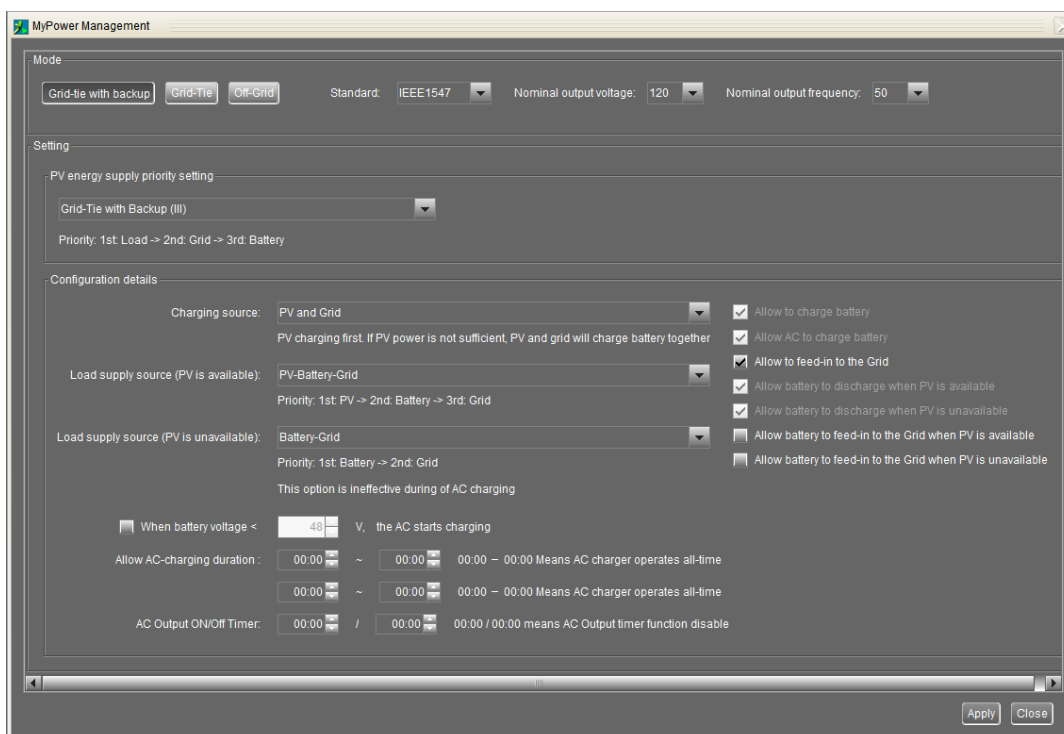 MyPower Management
Mode
Grid-tie with backup Grid-Tie Off-Grid Standard: IEEE1547 Nominal output voltage: 120 Nominal output frequency: 50
Setting
PV energy supply priority setting
Grid-Tie with Backup (III)
Priority: 1st: Load -> 2nd: Grid -> 3rd: Battery
Configuration details
Charging source: PV and Grid
PV charging first. If PV power is not sufficient, PV and grid will charge battery together
Load supply source (PV is available): PV-Battery-Grid
Priority: 1st: PV -> 2nd: Battery -> 3rd: Grid
Load supply source (PV is unavailable): Battery-Grid
Priority: 1st: Battery -> 2nd: Grid
This option is ineffective during of AC charging
Allow to charge battery
Allow AC to charge battery
Allow to feed-in to the Grid
Allow battery to discharge when PV is available
Allow battery to discharge when PV is unavailable
Allow battery to feed-in to the Grid when PV is available
Allow battery to feed-in to the Grid when PV is unavailable
When battery voltage < 48 V, the AC starts charging
Allow AC-charging duration : 00:00 ~ 00:00 00:00 – 00:00 Means AC charger operates all-time
00:00 ~ 00:00 00:00 – 00:00 Means AC charger operates all-time
AC Output ON/Off Timer: 00:00 / 00:00 00:00 / 00:00 means AC Output timer function disable
Apply Close